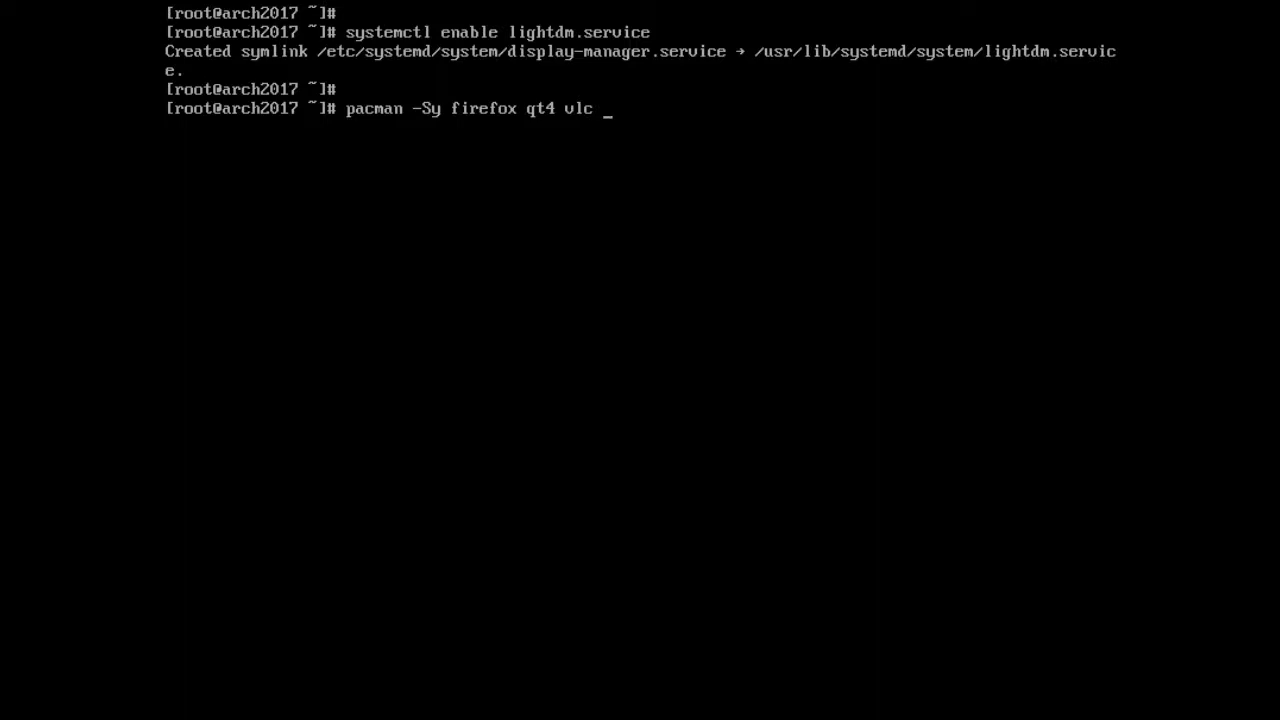 [root@arch2017 ~]#
[root@arch2017 ~]# systemctl enable lightdm.service
Created symlink /etc/systemd/system/display-manager.service → /usr/lib/systemd/system/lightdm.servic
e.
[root@arch2017 ~]#
[root@arch2017 ~]# pacman -Sy firefox qt4 vlc _